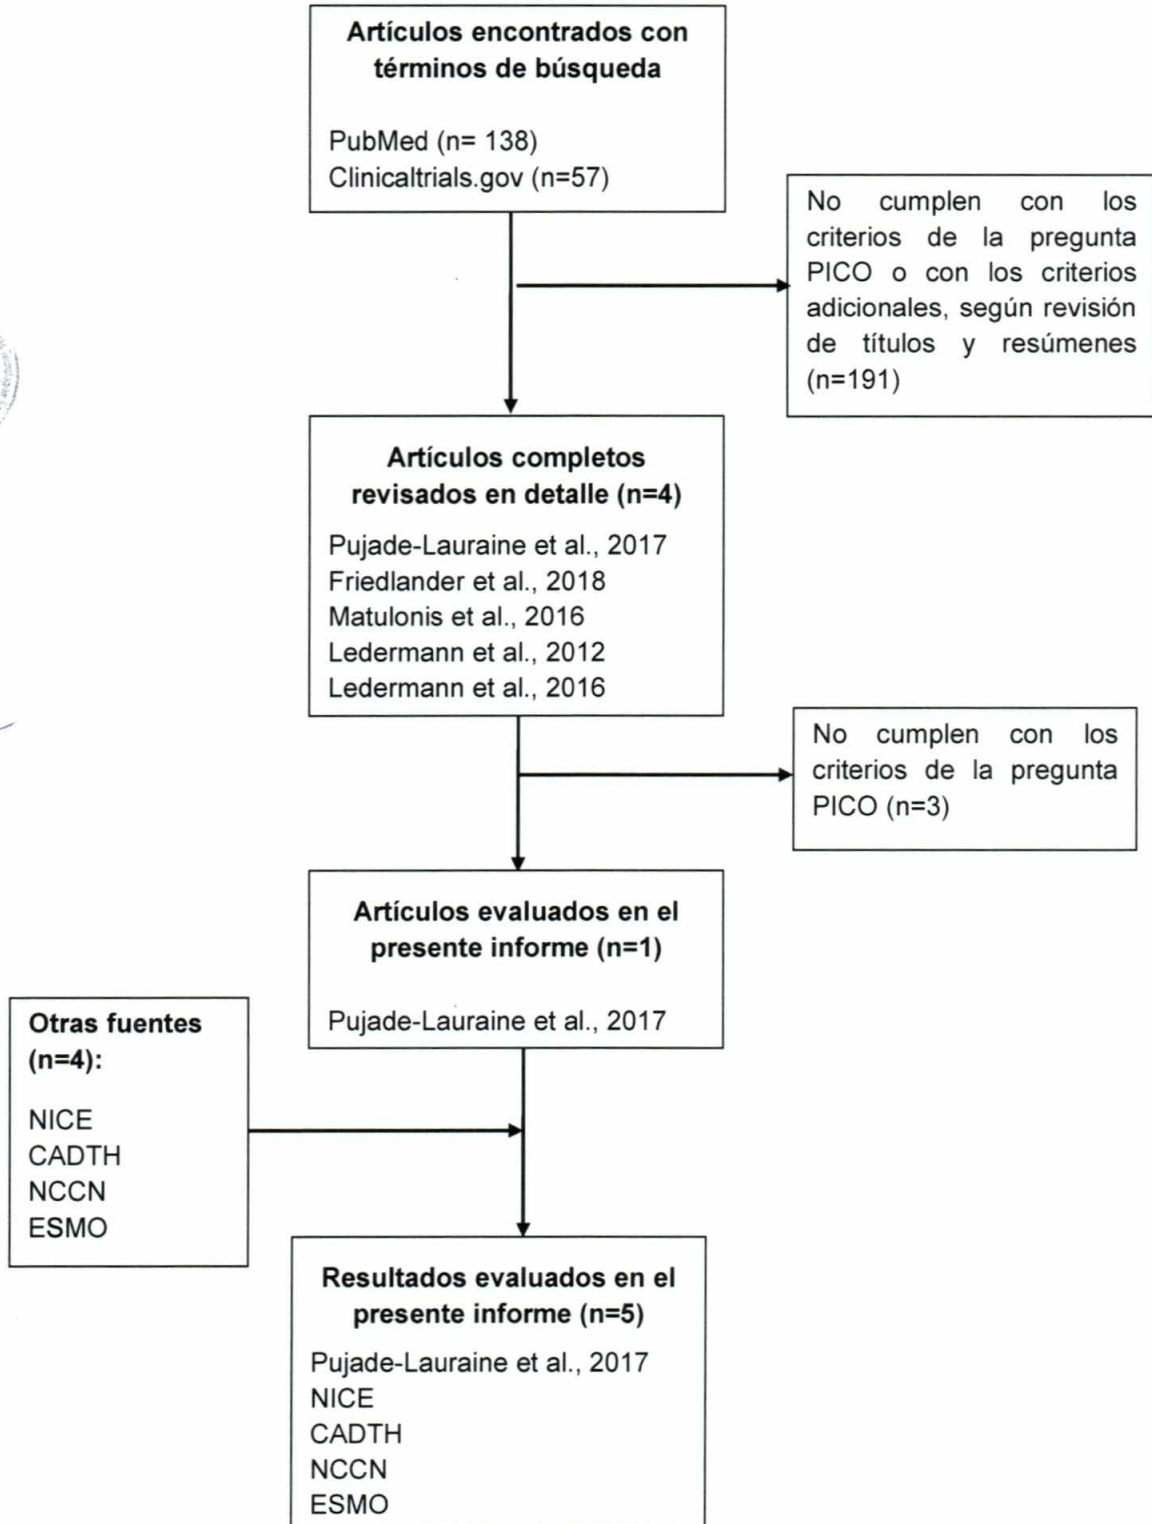 Artículos encontrados con
términos de búsqueda
PubMed (n= 138)
Clinicaltrials.gov (n=57)
No cumplen con los
criterios de la pregunta
PICO o con los criterios
adicionales, según revisión
de títulos y resúmenes
(n=191)
Artículos completos
revisados en detalle (n=4)
Pujade-Lauraine et al., 2017
Friedlander et al., 2018
Matulonis et al., 2016
Ledermann et al., 2012
Ledermann et al., 2016
No cumplen con los
criterios de la pregunta
PICO (n=3)
Artículos evaluados en el
presente informe (n=1)
Pujade-Lauraine et al., 2017
Otras fuentes
(n=4):
NICE
CADTH
NCCN
ESMO
Resultados evaluados en el
presente informe (n=5)
Pujade-Lauraine et al., 2017
NICE
CADTH
NCCN
ESMO